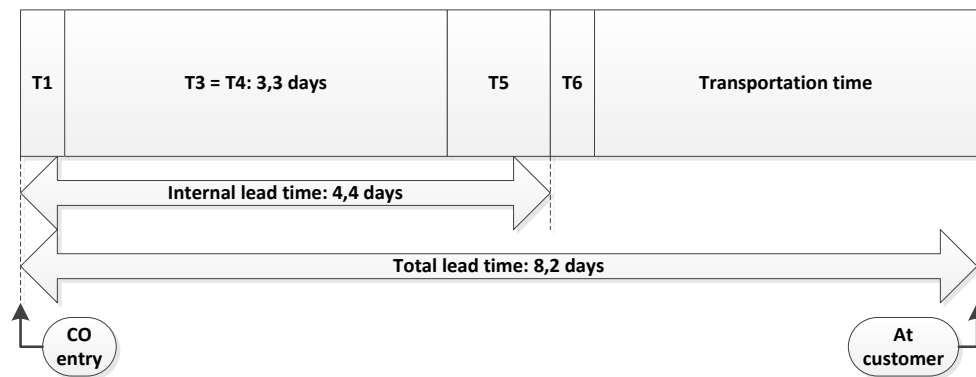 T1
T3 = T4: 3,3 days
T5
T6
Transportation time
Internal lead time: 4,4 days
Total lead time: 8,2 days
CO
entry
At
customer